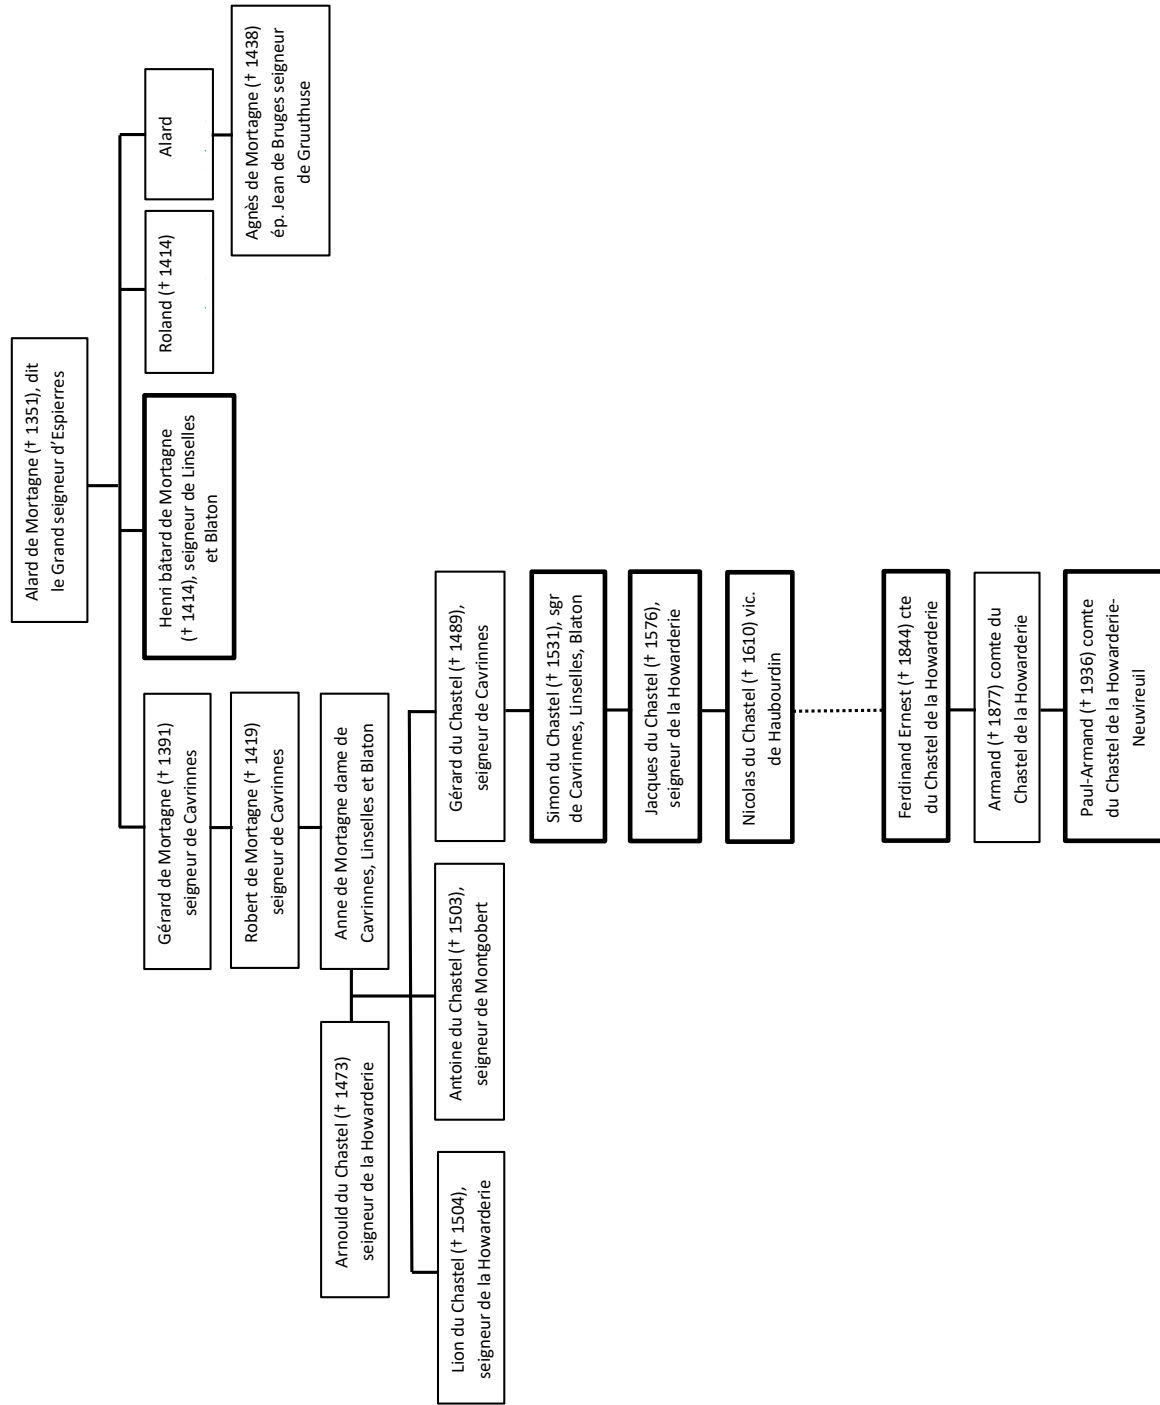 Alard de Mortagne († 1351), dit
le Grand seigneur d'Espierres
Gérard de Mortagne († 1391)
seigneur de Cavrinnes
Henri bâtard de Mortagne
(† 1414), seigneur de Linselles
et Blaton
Roland († 1414)
Alard
Robert de Mortagne († 1419)
seigneur de Cavrinnes
Agnès de Mortagne († 1438)
ép. Jean de Bruges seigneur
de Gruuthuse
Arnould du Chastel († 1473)
seigneur de la Howarderie
Anne de Mortagne dame de
Cavrinnes, Linselles et Blaton
Lion du Chastel († 1504),
seigneur de la Howarderie
Antoine du Chastel († 1503),
seigneur de Montgobert
Gérard du Chastel († 1489),
seigneur de Cavrinnes
Simon du Chastel († 1531), sgr
de Cavrinnes, Linselles, Blaton
Jacques du Chastel († 1576),
seigneur de la Howarderie
Nicolas du Chastel († 1610) vic.
de Haubourdin
Ferdinand Ernest († 1844) cte
du Chastel de la Howarderie
Armand († 1877) comte du
Chastel de la Howarderie
Paul-Armand († 1936) comte
du Chastel de la Howarderie-
Neuvireuil